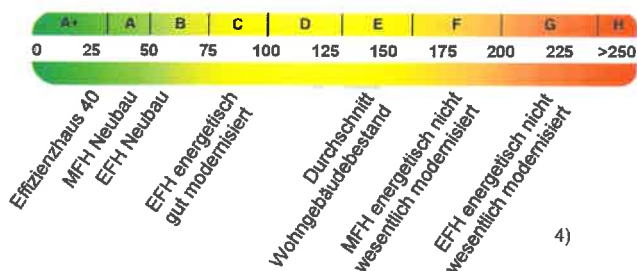 A+ A B C D E F G H
0 25 50 75 100 125 150 175 200 225 >250
Effizienzhaus 40
MFH Neubau
EFH Neubau
EFH energetisch
gut modernisiert
Durchschnitt
Wohngebäudebestand
MFH energetisch nicht
wesentlich modernisiert
EFH energetisch nicht
wesentlich modernisiert
4)